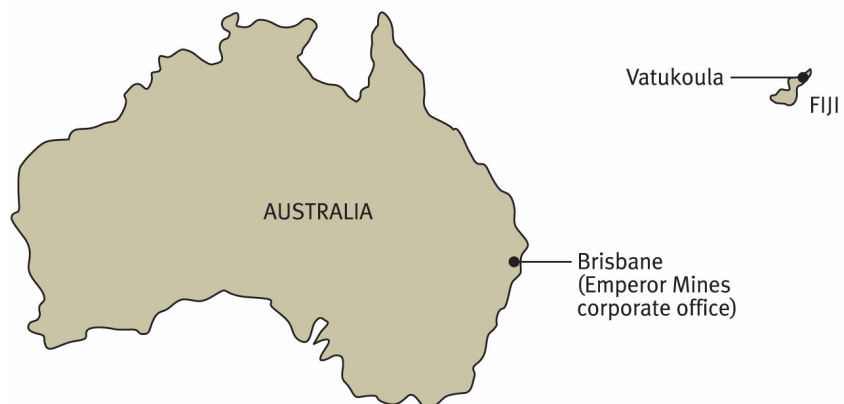 Vatukoula
FIJI
AUSTRALIA
Brisbane
(Emperor Mines
corporate office)